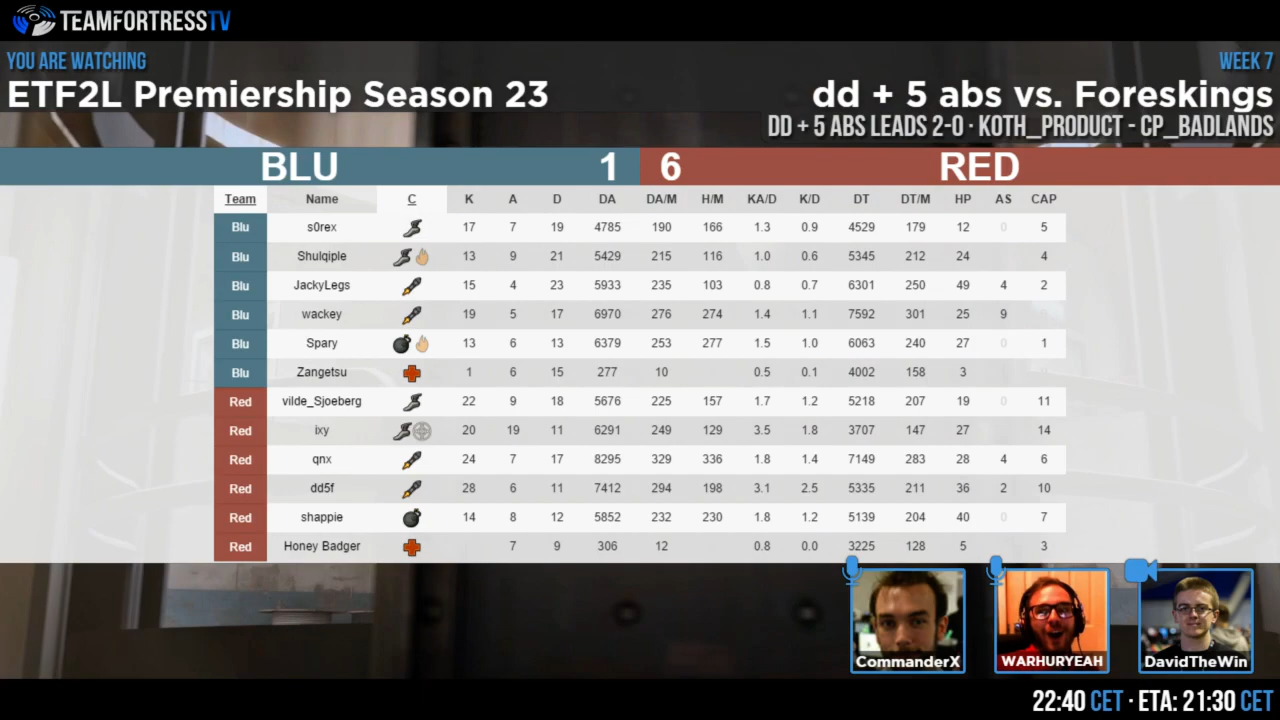 TEAMFORTRESSTV
YOU ARE WATCHING
WEEK 7
ETF2L Premiership Season 23
dd + 5 abs vs. Foreskings
DD + 5 ABS LEADS 2-0 · KOTH_PRODUCT - CP_BADLANDS
BLU 1 6 RED
Team Name C K A D DA DA/M H/M KA/D K/D DT DT/M HP AS CAP
Blu s0rex 17 7 19 4785 190 166 1.3 0.9 4529 179 12 0 5
Blu Shulqiple 13 9 21 5429 215 116 1.0 0.6 5345 212 24 4
Blu JackyLegs 15 4 23 5933 235 103 0.8 0.7 6301 250 49 4 2
Blu wackey 19 5 17 6970 276 274 1.4 1.1 7592 301 25 9
Blu Spary 13 6 13 6379 253 277 1.5 1.0 6063 240 27 0 1
Blu Zangetsu 1 6 15 277 10 0.5 0.1 4002 158 3
Red vilde_Sjoeberg 22 9 18 5676 225 157 1.7 1.2 5218 207 19 0 11
Red ixy 20 19 11 6291 249 129 3.5 1.8 3707 147 27 14
Red qnx 24 7 17 8295 329 336 1.8 1.4 7149 283 28 4 6
Red dd5f 28 6 11 7412 294 198 3.1 2.5 5335 211 36 2 10
Red shappie 14 8 12 5852 232 230 1.8 1.2 5139 204 40 0 7
Red Honey Badger 7 9 306 12 0.8 0.0 3225 128 5 3
CommanderX
WARHURYEAH
DavidTheWin
22:40 CET · ETA: 21:30 CET